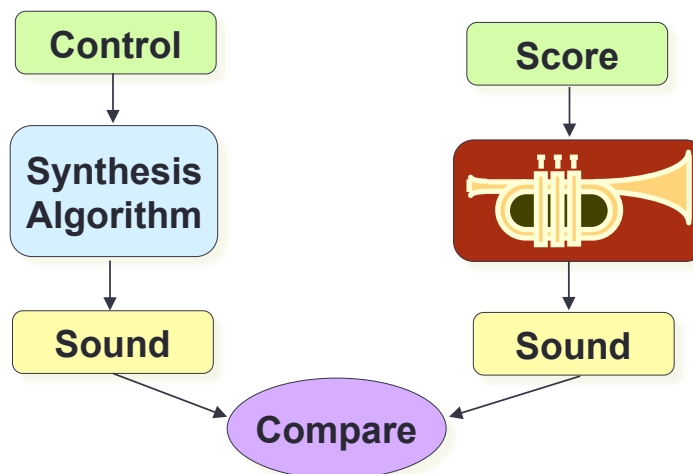 Control
Score
Synthesis
Algorithm
Sound
Sound
Compare